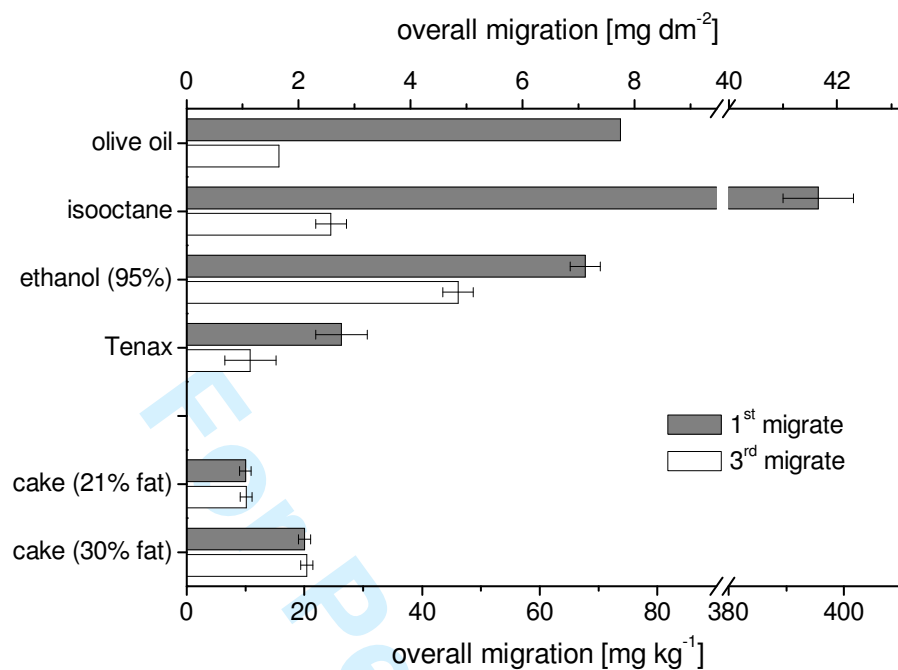 overall migration [mg dm⁻²]
0 2 4 6 8 40 42
olive oil
isooctane
ethanol (95%)
Tenax
1ˢᵗ migrate
3ʳᵈ migrate
cake (21% fat)
cake (30% fat)
0 20 40 60 80 380 400
overall migration [mg kg⁻¹]
For Pe